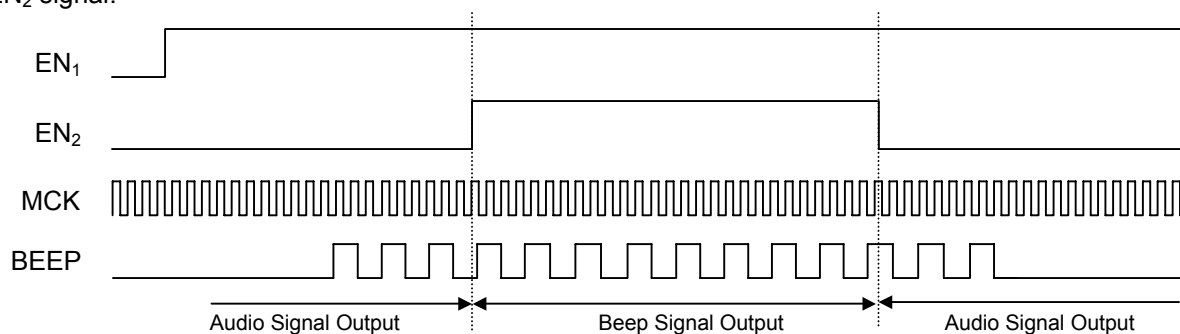 EN₂ signal.
EN₁
EN₂
MCK
BEEP
Audio Signal Output
Beep Signal Output
Audio Signal Output